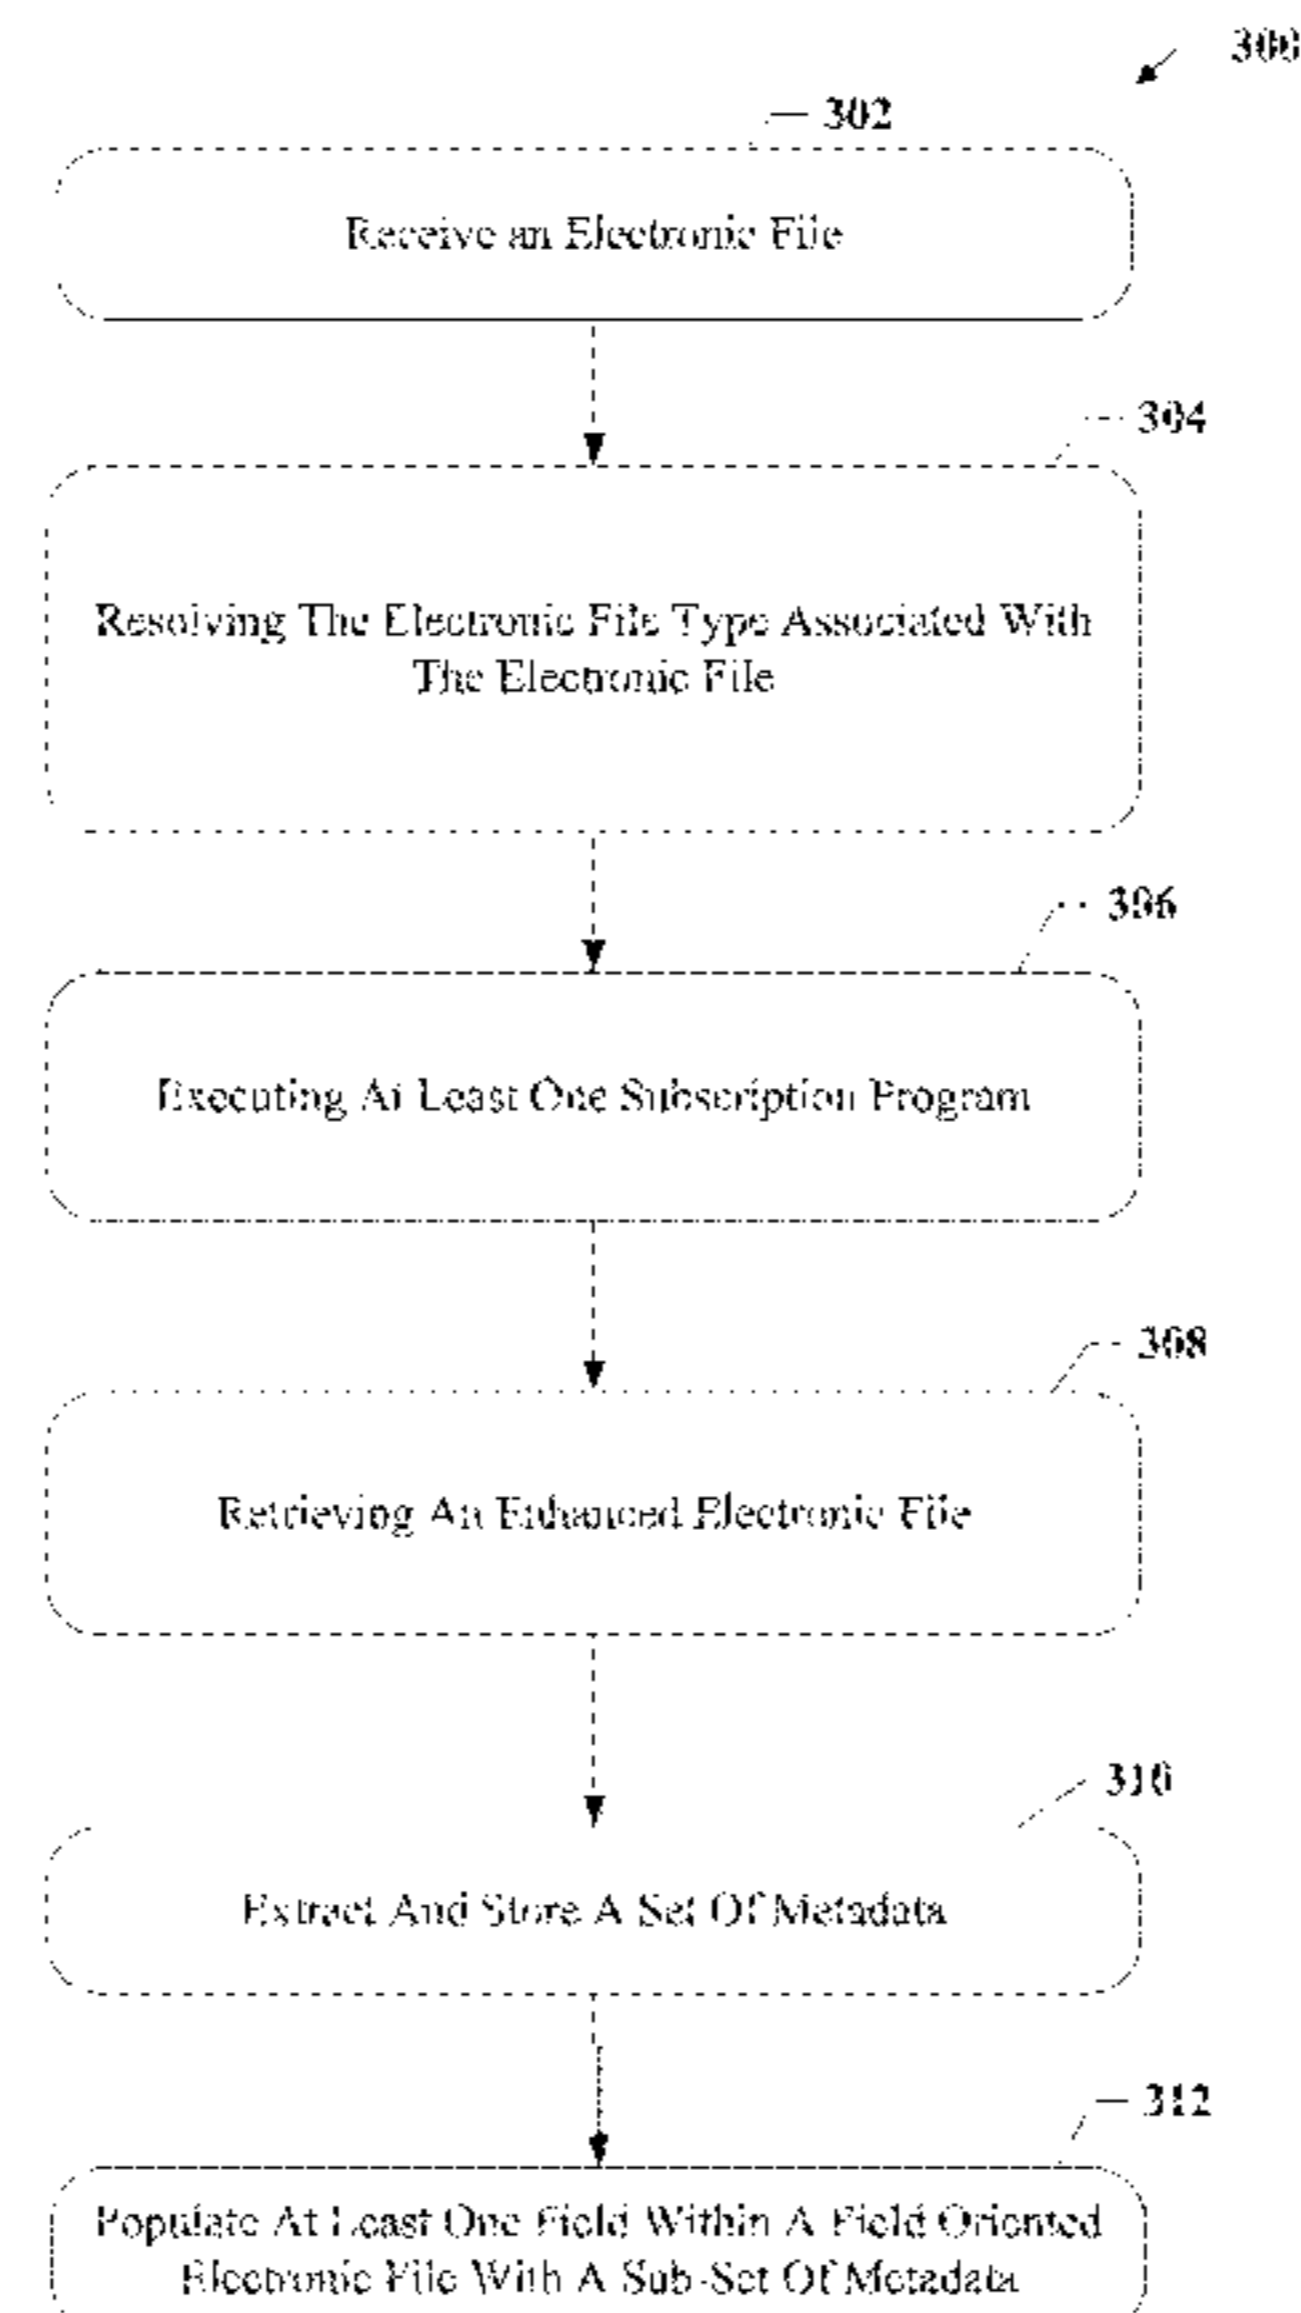 300
302
Receive an Electronic File
304
Resolving The Electronic File Type Associated With
The Electronic File
306
Executing At Least One Subscription Program
308
Retrieving An Enhanced Electronic File
310
Extract And Store A Set Of Metadata
312
Populate At Least One Field Within A Field Oriented
Electronic File With A Sub-Set Of Metadata